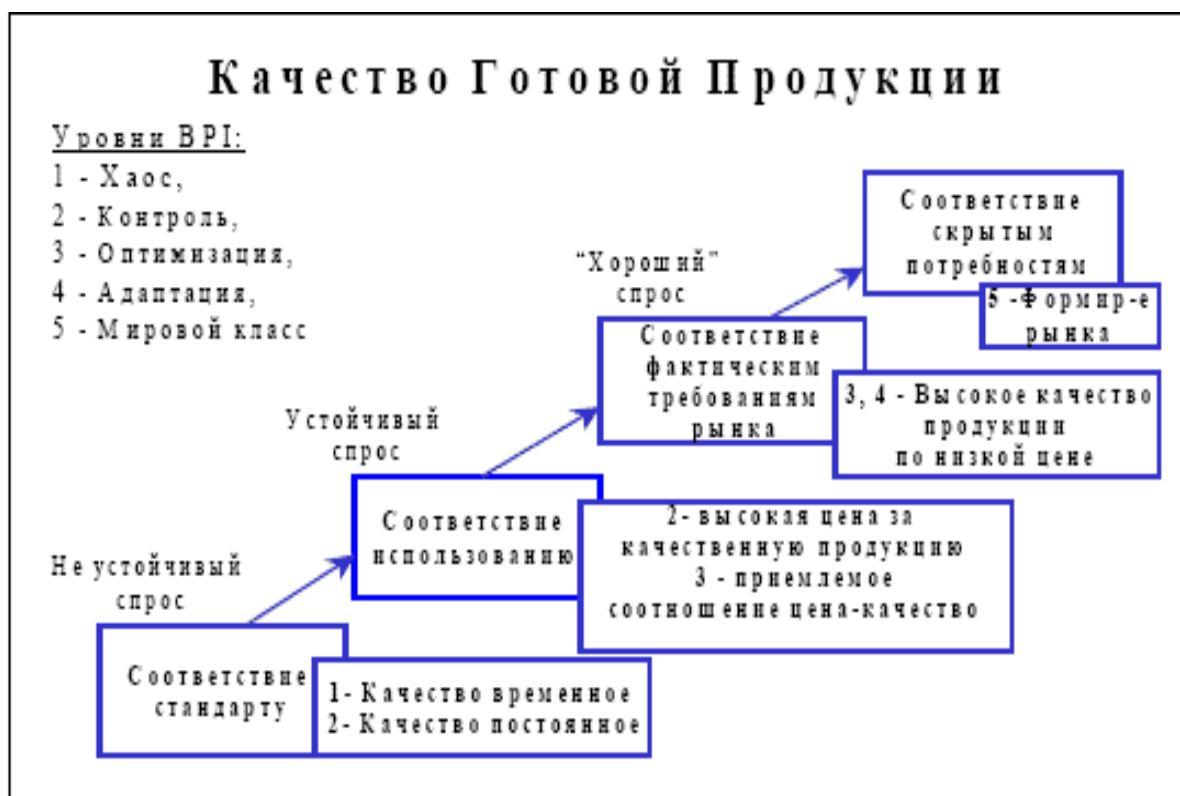 Качество Готовой Продукции
Уровни BPI:
1 - Хаос,
2 - Контроль,
3 - Оптимизация,
4 - Адаптация,
5 - Мировой класс
Соответствие
скрытым
потребностям
5 -Формир-е
рынка
“Хороший”
спрос
Соответствие
фактическим
требованиям
рынка
3, 4 - Высокое качество
продукции
по низкой цене
Устойчивый
спрос
Соответствие
использованию
2- высокая цена за
качественную продукцию
3 - приемлемое
соотношение цена-качество
Не устойчивый
спрос
Соответствие
стандарту
1- Качество временное
2- Качество постоянное